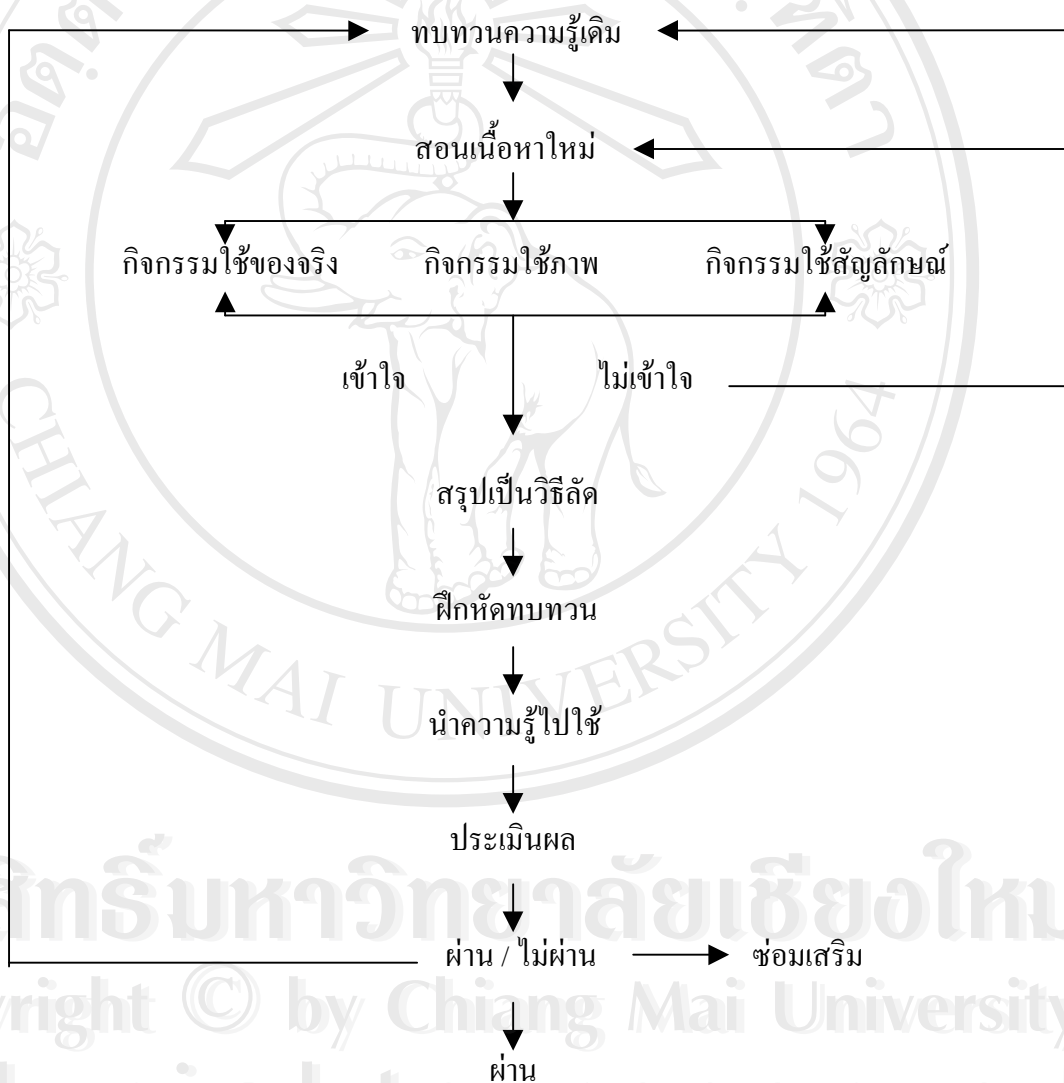 ทบทวนความรู้เดิม
สอนเนื้อหาใหม่
กิจกรรมใช้ของจริง กิจกรรมใช้ภาพ กิจกรรมใช้สัญลักษณ์
เข้าใจ ไม่เข้าใจ
สรุปเป็นวิธีลัด
ฝึกหัดทบทวน
นำความรู้ไปใช้
ประเมินผล
ผ่าน / ไม่ผ่าน ซ่อมเสริม
ผ่าน
CHIANG MAI UNIVERSITY 1964
มหาวิทยาลัยเชียงใหม
© by Chiang Mai University